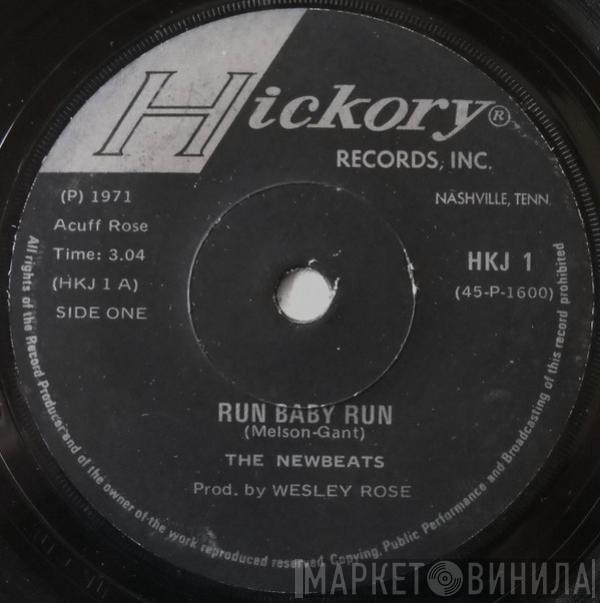 Hickory®
RECORDS, INC.
NASHVILLE, TENN.
(P) 1971
Acuff Rose
Time: 3.04
(HKJ 1 A)
SIDE ONE
HKJ 1
(45-P-1600)
RUN BABY RUN
(Melson-Gant)
THE NEWBEATS
Prod. by WESLEY ROSE
All rights of the Record Producer and of the owner of the work reproduced reserved. Copying, Public Performance and Broadcasting of this record prohibited
МАРКЕТ ВИНИЛА!